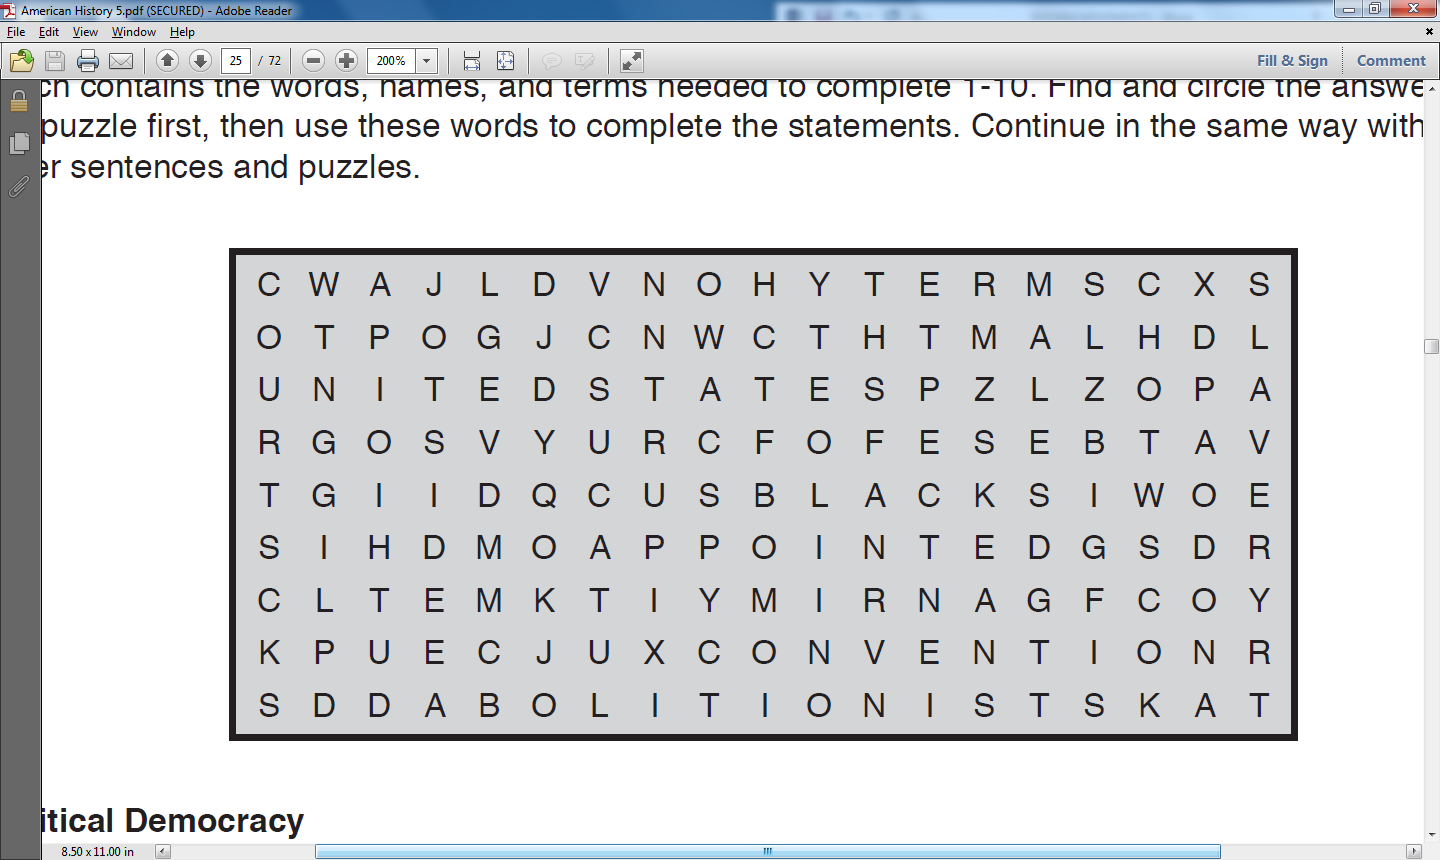 American History 5.pdf (SECURED) - Adobe Reader
File Edit View Window Help
25 / 72 200% Fill & Sign Comment
ch contains the words, names, and terms needed to complete 1-10. Find and circle the answe
puzzle first, then use these words to complete the statements. Continue in the same way with
er sentences and puzzles.
C W A J L D V N O H Y T E R M S C X S
O T P O G J C N W C T H T M A L H D L
U N I T E D S T A T E S P Z L Z O P A
R G O S V Y U R C F O F E S E B T A V
T G I I D Q C U S B L A C K S I W O E
S I H D M O A P P O I N T E D G S D R
C L T E M K T I Y M I R N A G F C O Y
K P U E C J U X C O N V E N T I O N R
S D D A B O L I T I O N I S T S K A T
itical Democracy
8.50 x 11.00 in